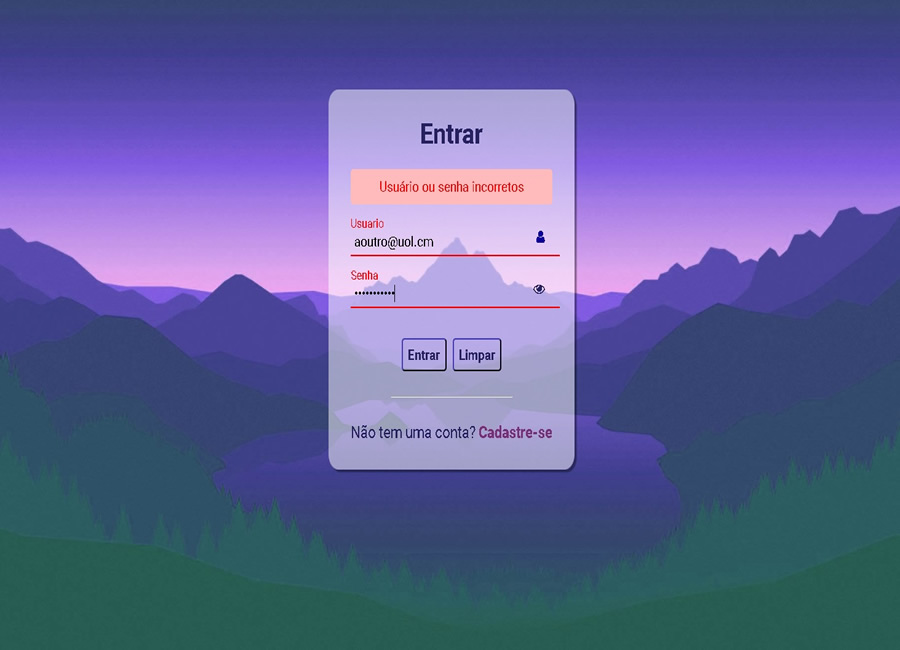 Entrar
Usuário ou senha incorretos
Usuario
aoutro@uol.cm
Senha
•••••••••••
Entrar Limpar
Não tem uma conta? Cadastre-se